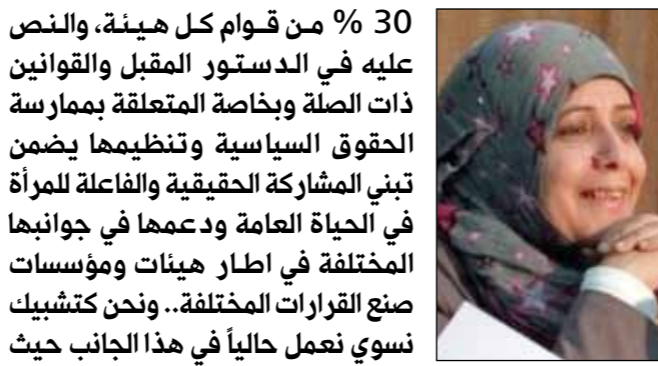 30 % من قوام كل هيئة، والنص
عليه في الدستور المقبل والقوانين
ذات الصلة وبخاصة المتعلقة بممارسة
الحقوق السياسية وتنظيمها يضمن
تبني المشاركة الحقيقية والفاعلة للمرأة
في الحياة العامة ودعمها في جوانبها
المختلفة في اطار هيئات ومؤسسات
صنع القرارات المختلفة.. ونحن كتشبيك
نسوي نعمل حالياً في هذا الجانب حيث